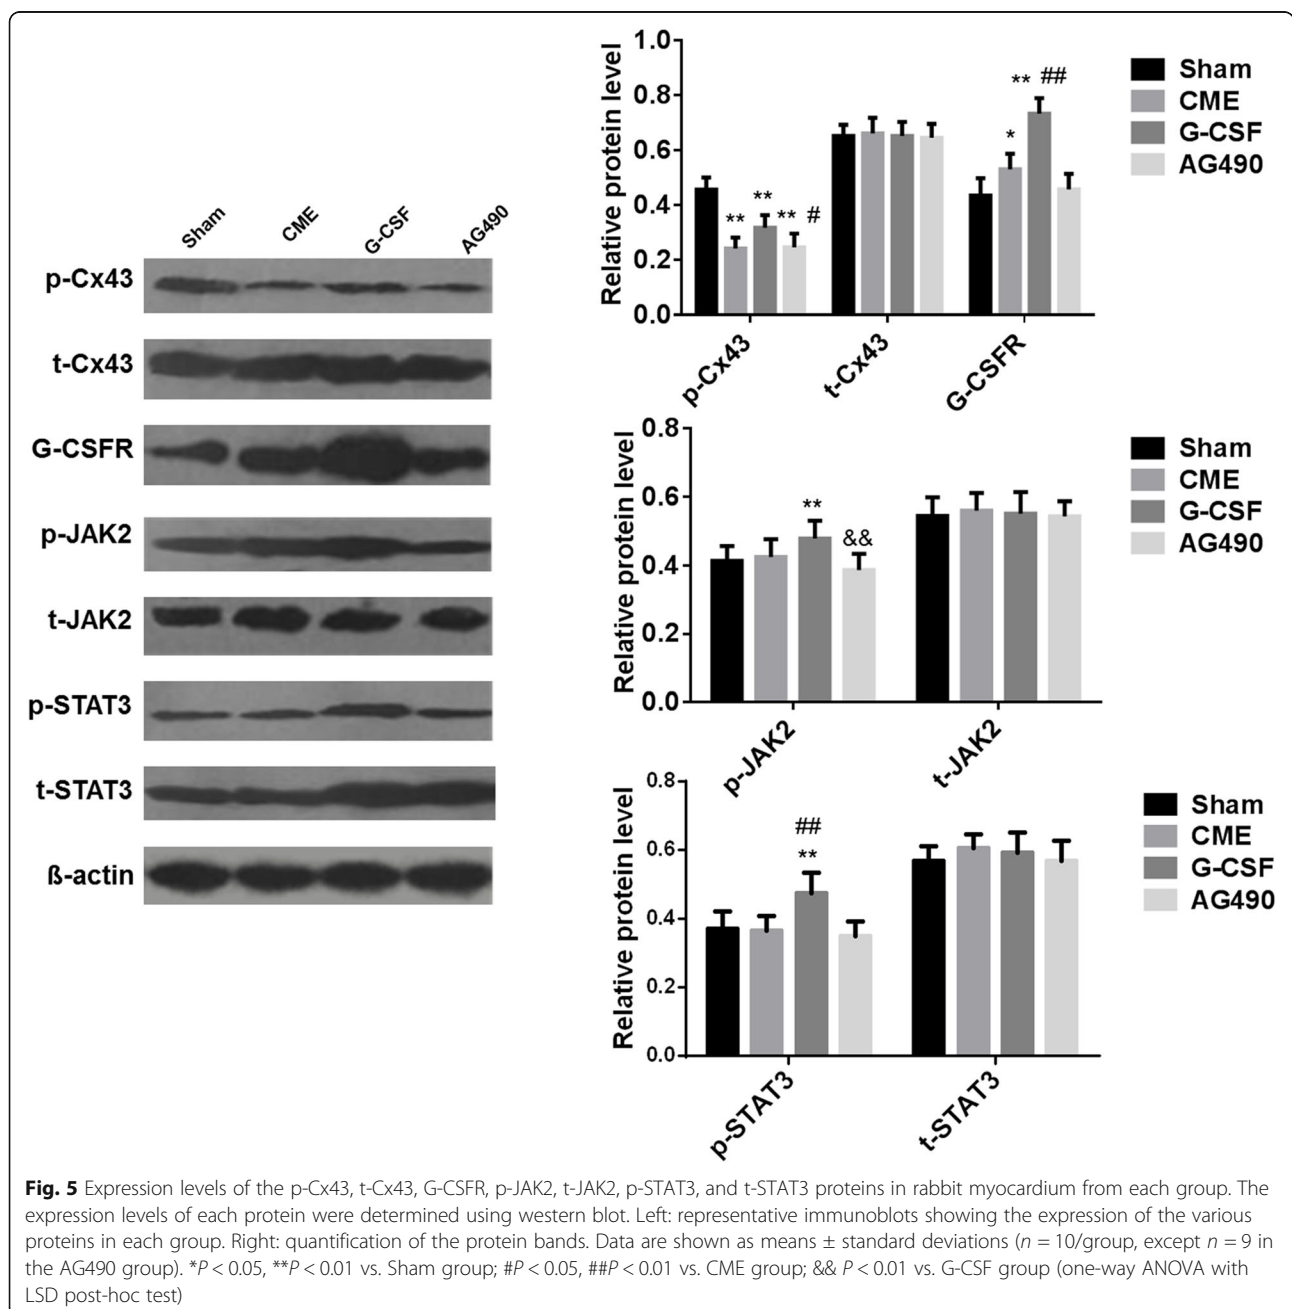 Sham CME G-CSF AG490
p-Cx43
t-Cx43
G-CSFR
p-JAK2
t-JAK2
p-STAT3
t-STAT3
ß-actin
Relative protein level
1.0
0.8
0.6
0.4
0.2
0.0
** ** ** #
* ** ##
p-Cx43 t-Cx43 G-CSFR
Sham
CME
G-CSF
AG490
Relative protein level
0.8
0.6
0.4
0.2
0.0
**
&&
p-JAK2 t-JAK2
Sham
CME
G-CSF
AG490
Relative protein level
0.8
0.6
0.4
0.2
0.0
##
**
p-STAT3 t-STAT3
Sham
CME
G-CSF
AG490
Fig. 5 Expression levels of the p-Cx43, t-Cx43, G-CSFR, p-JAK2, t-JAK2, p-STAT3, and t-STAT3 proteins in rabbit myocardium from each group. The
expression levels of each protein were determined using western blot. Left: representative immunoblots showing the expression of the various
proteins in each group. Right: quantification of the protein bands. Data are shown as means ± standard deviations (n = 10/group, except n = 9 in
the AG490 group). *P < 0.05, **P < 0.01 vs. Sham group; #P < 0.05, ##P < 0.01 vs. CME group; && P < 0.01 vs. G-CSF group (one-way ANOVA with
LSD post-hoc test)